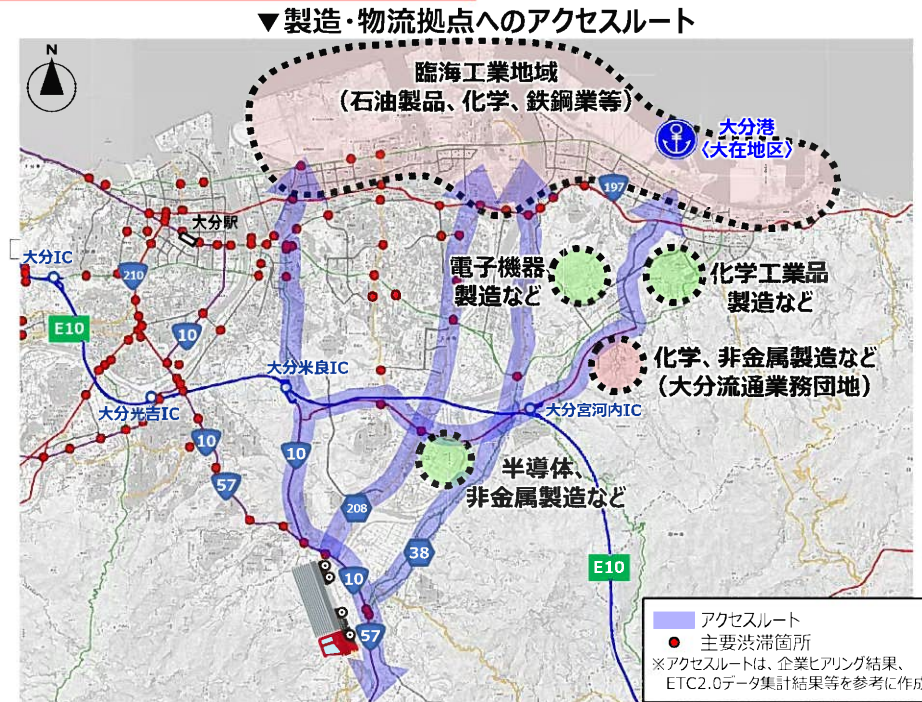 ▼製造・物流拠点へのアクセスルート
N
臨海工業地域
（石油製品、化学、鉄鋼業等）
大分港
〈大在地区〉
197
大分駅
大分IC
210
電子機器
製造など
化学工業品
製造など
E10
10
大分米良IC
化学、非金属製造など
（大分流通業務団地）
大分光吉IC
大分宮河内IC
10
10
57
半導体、
非金属製造など
208
38
E10
10
57
アクセスルート
主要渋滞箇所
※アクセスルートは、企業ヒアリング結果、
ETC2.0データ集計結果等を参考に作成